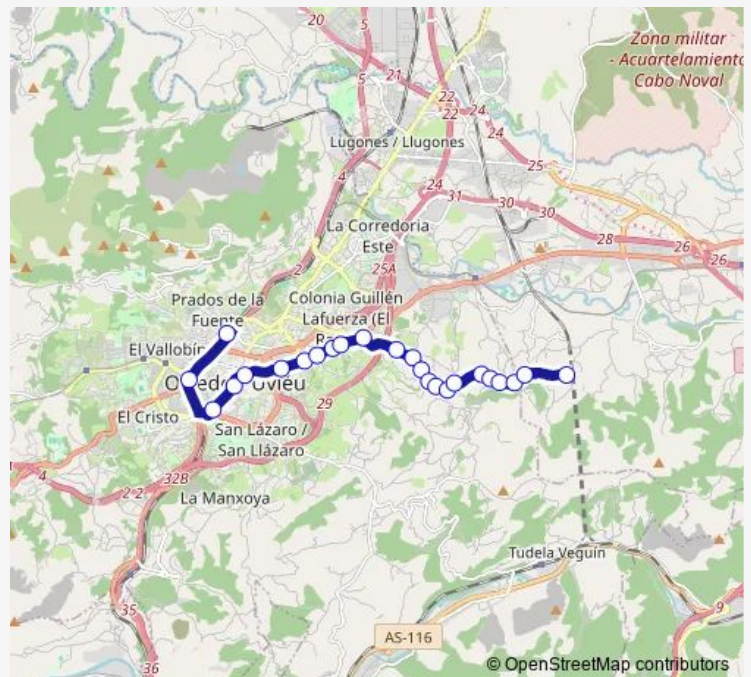 20
5
Zona militar
- Acuartelamiento
Cabo Noval
5
21
22
22
24
24
Lugones / Llugones
25
4
24
31
30
30
La Corredoria
Este
28
26
26
25A
2
Prados de la
Fuente
Colonia Guillén
Lafuerza (El
El Vallobín
El Cristo
29
San Lázaro /
San Llázaro
4
2-2
32B
La Manxoya
Tudela Veguín
35
9
AS-116
36
© OpenStreetMap contributors